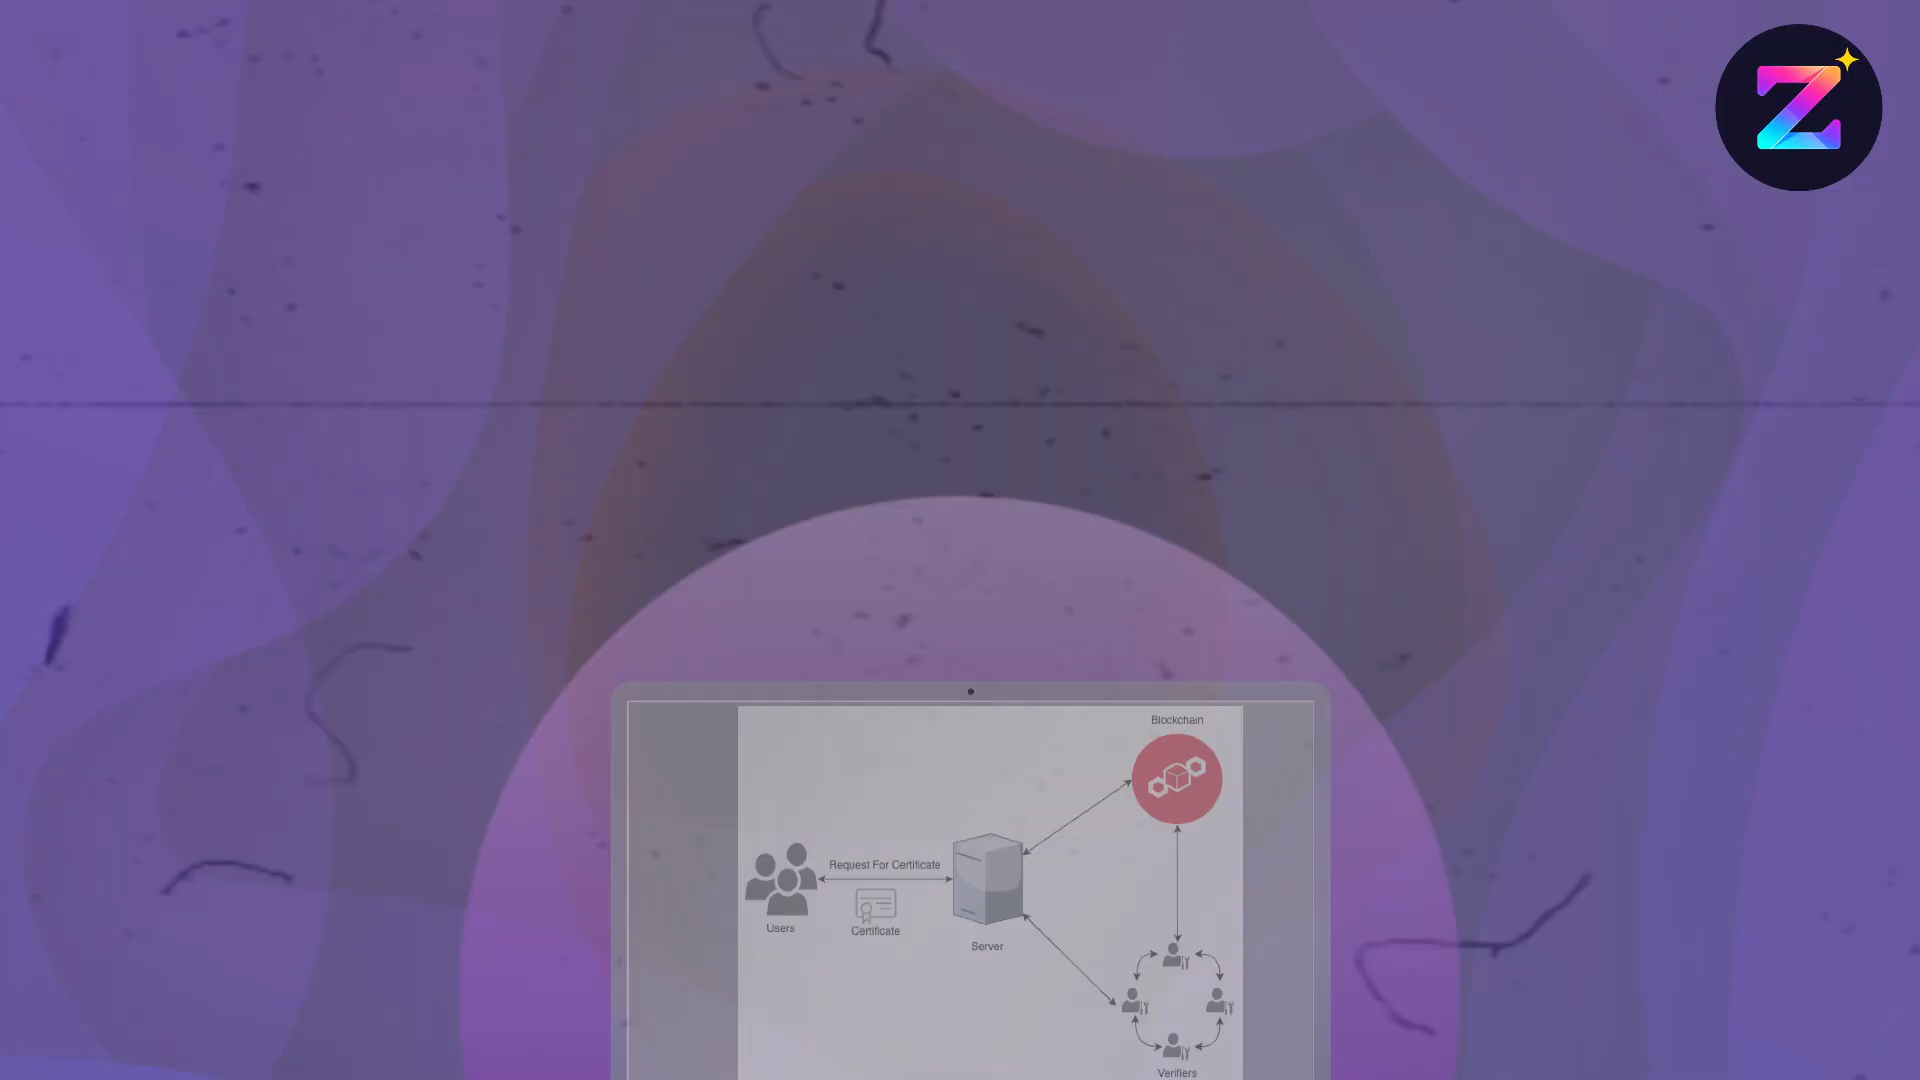 Z
Blockchain
Request For Certificate
Users
Certificate
Server
Verifiers